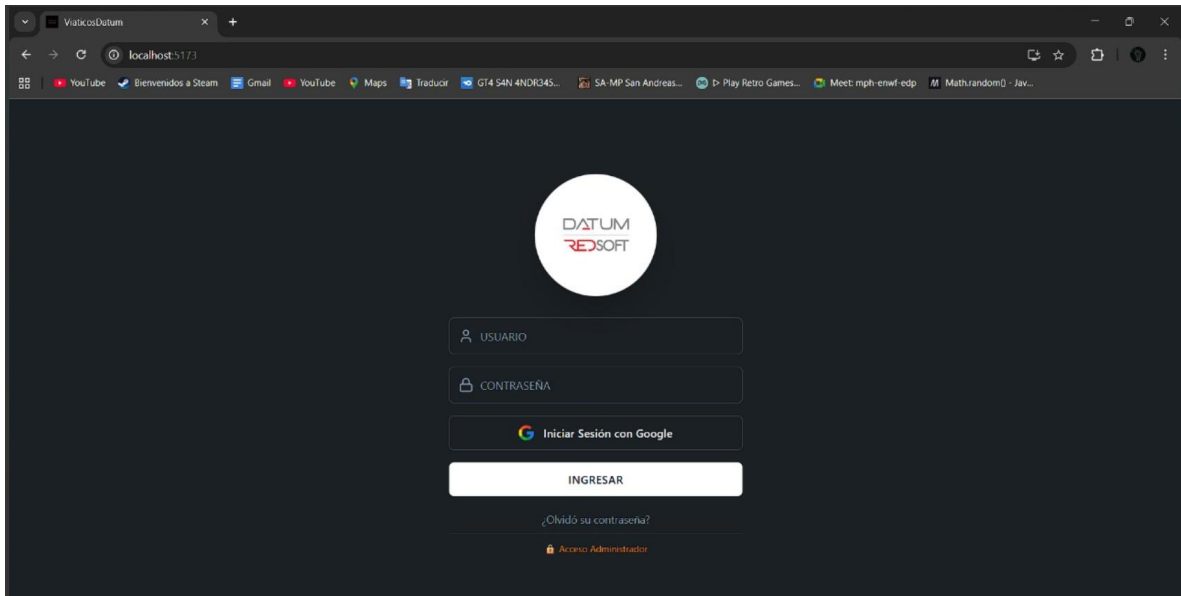 ViaticosDatum
localhost:5173
YouTube Bienvenidos a Steam Gmail YouTube Maps Traducir GT4 S4N 4NDR345... SA-MP San Andreas... ▷ Play Retro Games... Meet: mph-enwf-edp Math.random() - Jav...
DATUM
REDSOFT
USUARIO
CONTRASEÑA
Iniciar Sesión con Google
INGRESAR
¿Olvidó su contraseña?
Acceso Administrador